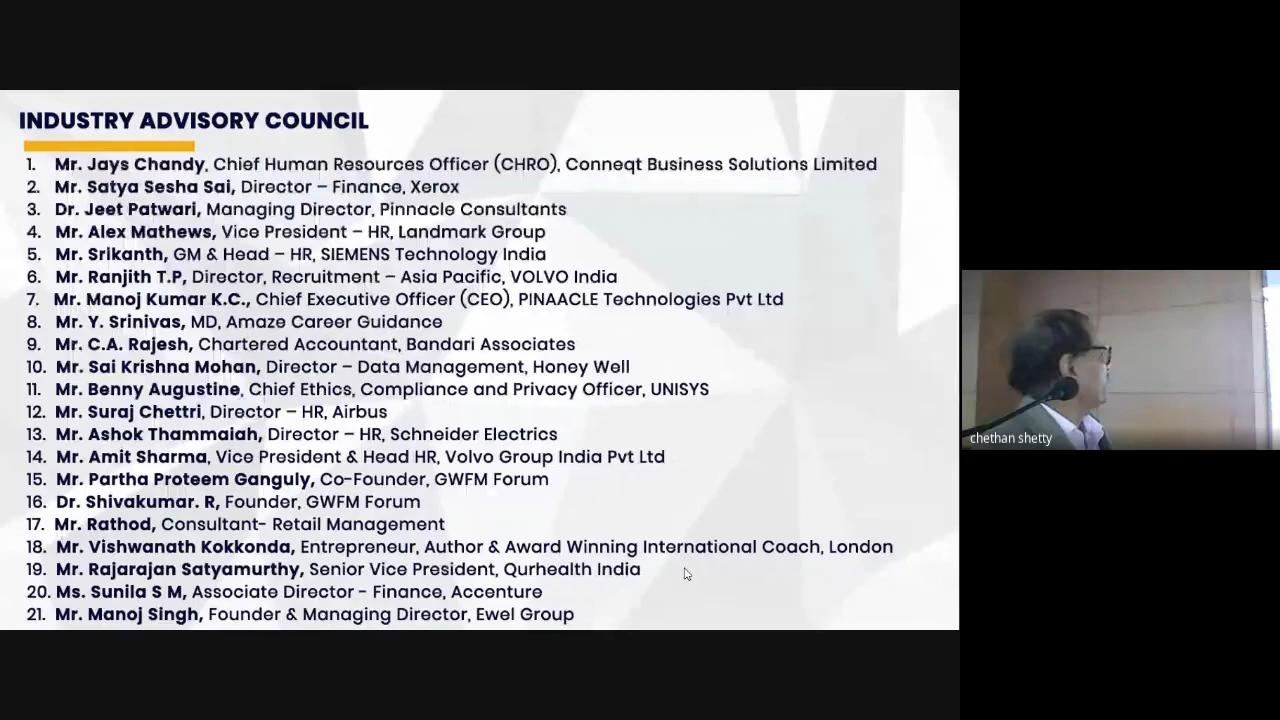 INDUSTRY ADVISORY COUNCIL
1. Mr. Jays Chandy, Chief Human Resources Officer (CHRO), Conneqt Business Solutions Limited
2. Mr. Satya Sesha Sai, Director – Finance, Xerox
3. Dr. Jeet Patwari, Managing Director, Pinnacle Consultants
4. Mr. Alex Mathews, Vice President – HR, Landmark Group
5. Mr. Srikanth, GM & Head – HR, SIEMENS Technology India
6. Mr. Ranjith T.P, Director, Recruitment – Asia Pacific, VOLVO India
7. Mr. Manoj Kumar K.C., Chief Executive Officer (CEO), PINAACLE Technologies Pvt Ltd
8. Mr. Y. Srinivas, MD, Amaze Career Guidance
9. Mr. C.A. Rajesh, Chartered Accountant, Bandari Associates
10. Mr. Sai Krishna Mohan, Director – Data Management, Honey Well
11. Mr. Benny Augustine, Chief Ethics, Compliance and Privacy Officer, UNISYS
12. Mr. Suraj Chettri, Director – HR, Airbus
13. Mr. Ashok Thammaiah, Director – HR, Schneider Electrics
14. Mr. Amit Sharma, Vice President & Head HR, Volvo Group India Pvt Ltd
15. Mr. Partha Proteem Ganguly, Co-Founder, GWFM Forum
16. Dr. Shivakumar. R, Founder, GWFM Forum
17. Mr. Rathod, Consultant- Retail Management
18. Mr. Vishwanath Kokkonda, Entrepreneur, Author & Award Winning International Coach, London
19. Mr. Rajarajan Satyamurthy, Senior Vice President, Qurhealth India
20. Ms. Sunila S M, Associate Director - Finance, Accenture
21. Mr. Manoj Singh, Founder & Managing Director, Ewel Group
chethan shetty